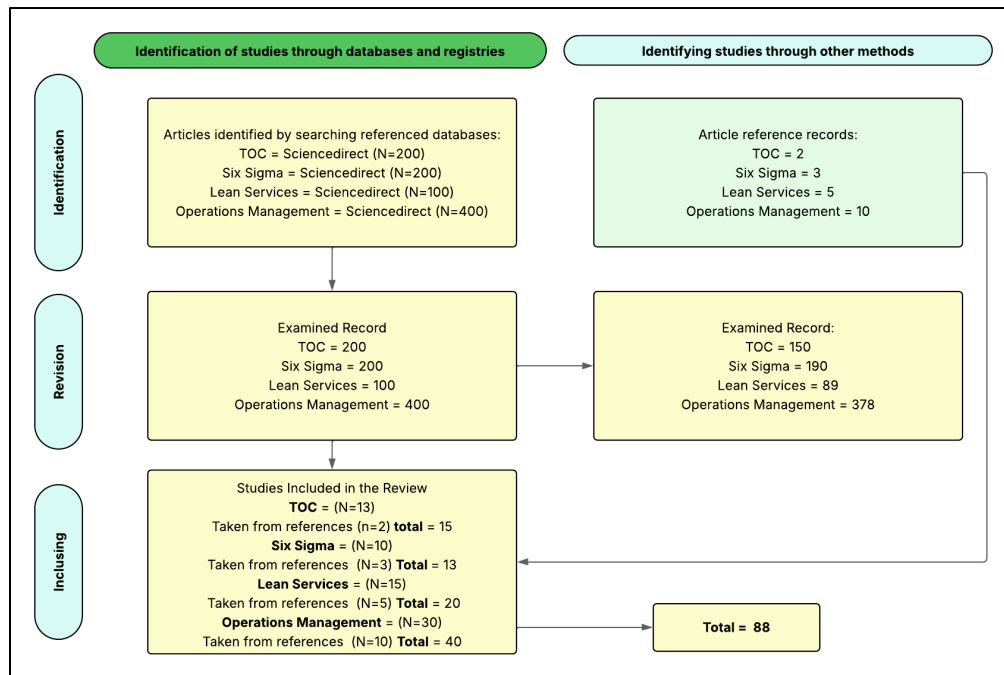 Identification of studies through databases and registries
Identifying studies through other methods
Identification
Articles identified by searching referenced databases:
TOC = Sciencedirect (N=200)
Six Sigma = Sciencedirect (N=200)
Lean Services = Sciencedirect (N=100)
Operations Management = Sciencedirect (N=400)
Article reference records:
TOC = 2
Six Sigma = 3
Lean Services = 5
Operations Management = 10
Revision
Examined Record
TOC = 200
Six Sigma = 200
Lean Services = 100
Operations Management = 400
Examined Record:
TOC = 150
Six Sigma = 190
Lean Services = 89
Operations Management = 378
Inclusing
Studies Included in the Review
TOC = (N=13)
Taken from references (n=2) total = 15
Six Sigma = (N=10)
Taken from references (N=3) Total = 13
Lean Services = (N=15)
Taken from references (N=5) Total = 20
Operations Management = (N=30)
Taken from references (N=10) Total = 40
Total = 88